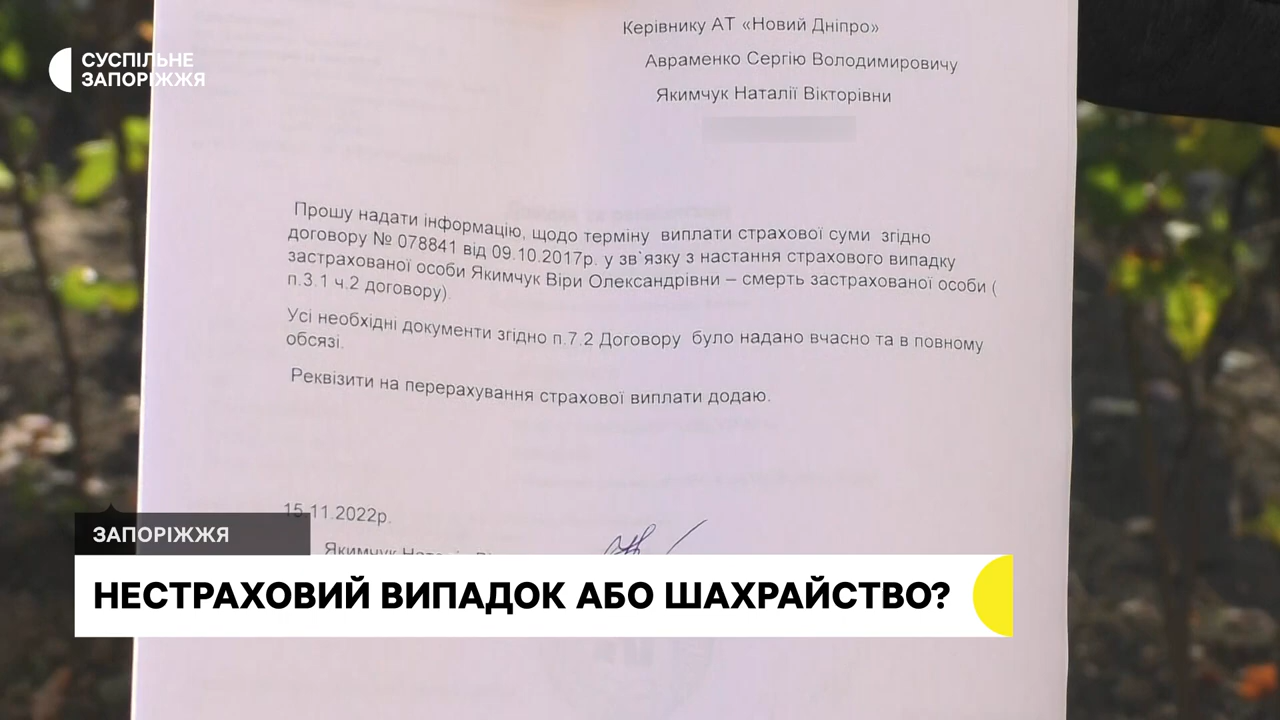 СУСПІЛЬНЕ
ЗАПОРІЖЖЯ
Керівнику АТ «Новий Дніпро»
Авраменко Сергію Володимировичу
Якимчук Наталії Вікторівни
Прошу надати інформацію, щодо терміну виплати страхової суми згідно
договору № 078841 від 09.10.2017р. у зв`язку з настання страхового випадку
застрахованої особи Якимчук Віри Олександрівни – смерть застрахованої особи (
п.3.1 ч.2 договору).
Усі необхідні документи згідно п.7.2 Договору було надано вчасно та в повному
обсязі.
Реквізити на перерахування страхової виплати додаю.
15.11.2022р.
Якимчук
ЗАПОРІЖЖЯ
НЕСТРАХОВИЙ ВИПАДОК АБО ШАХРАЙСТВО?